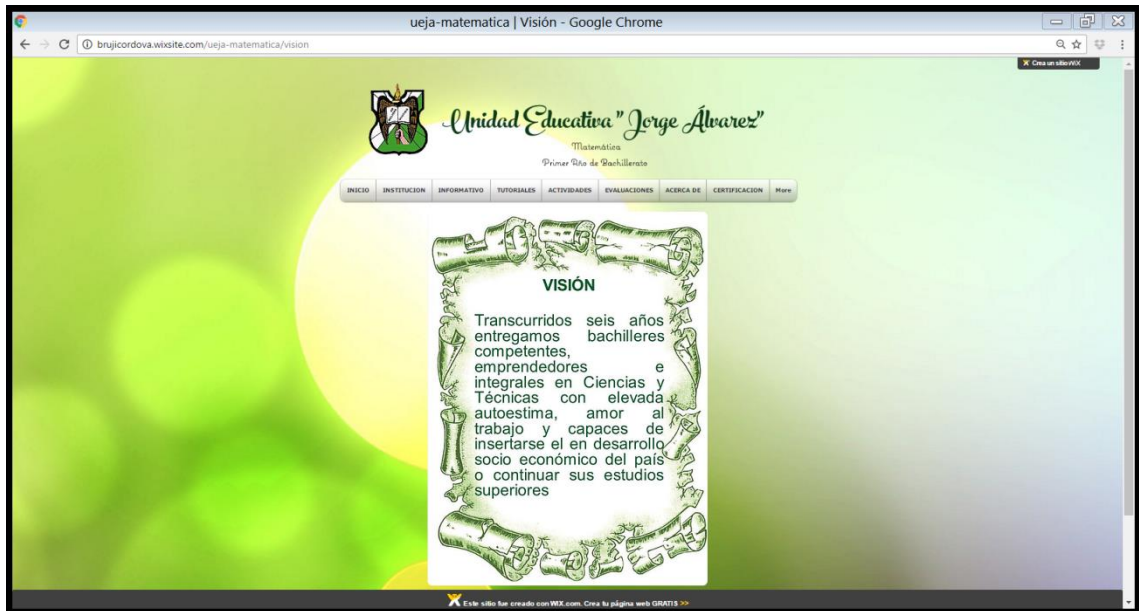 ueja-matematica | Visión - Google Chrome
brujicordova.wixsite.com/ueja-matematica/vision
Crea un sitio WiX
Unidad Educativa "Jorge Álvarez"
Matemática
Primer Año de Bachillerato
INICIO INSTITUCION INFORMATIVO TUTORIALES ACTIVIDADES EVALUACIONES ACERCA DE CERTIFICACION More
VISIÓN
Transcurridos seis años
entregamos bachilleres
competentes,
emprendedores e
integrales en Ciencias y
Técnicas con elevada
autoestima, amor al
trabajo y capaces de
insertarse el en desarrollo
socio económico del país
o continuar sus estudios
superiores
Este sitio fue creado con WIX.com. Crea tu página web GRATIS >>